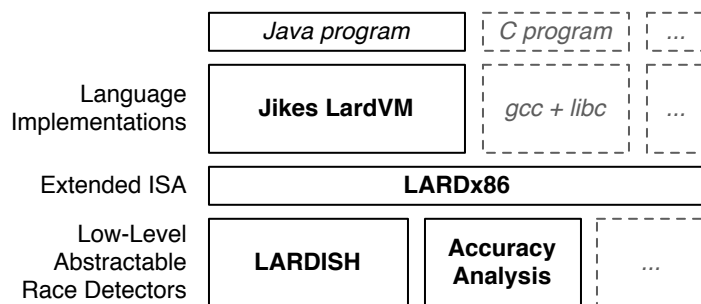 Java program
C program
...
Language
Implementations
Jikes LardVM
gcc + libc
...
Extended ISA
LARDx86
Low-Level
Abstractable
Race Detectors
LARDISH
Accuracy
Analysis
...